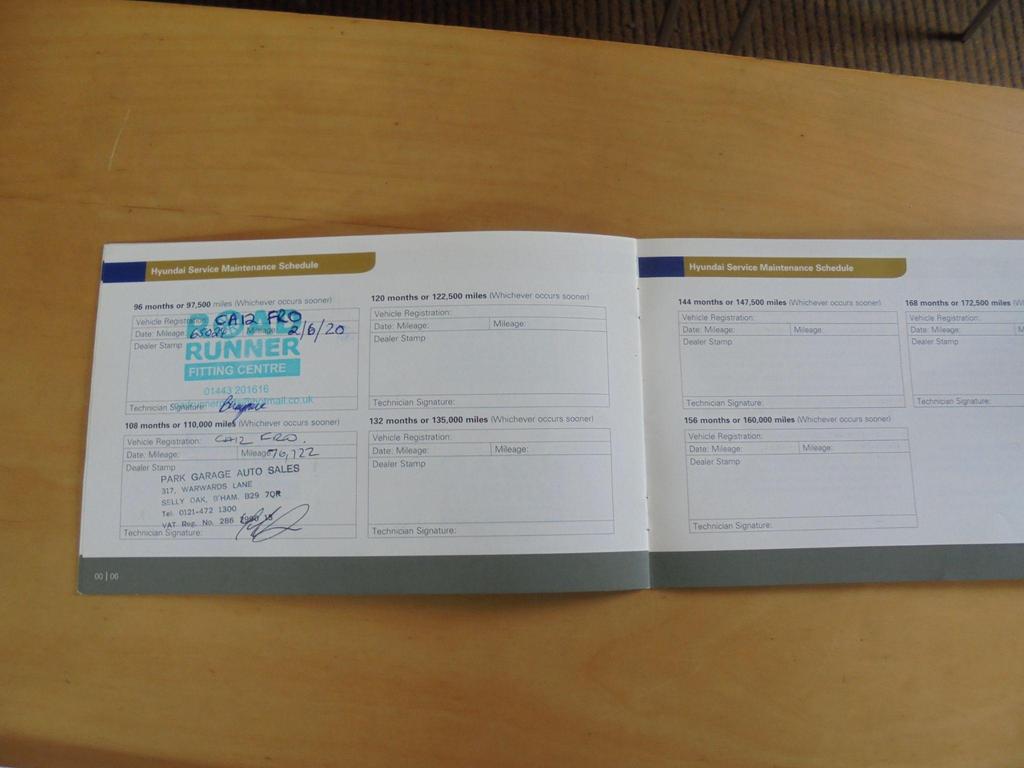 Hyundai Service Maintenance Schedule
96 months or 97,500 miles (Whichever occurs sooner)
Vehicle Registration: CA12 FRO
Date: Mileage: Mileage: 2/6/20
Dealer Stamp
RUNNER
FITTING CENTRE
01443 201616
Technician Signature:
108 months or 110,000 miles (Whichever occurs sooner)
Vehicle Registration: CA12 FRO.
Date: Mileage: Mileage: 76,722
Dealer Stamp
PARK GARAGE AUTO SALES
317, WARWARDS LANE
SELLY OAK, B'HAM. B29 7QR
Tel. 0121-472 1300
VAT Reg. No. 286
Technician Signature:
00 | 00
120 months or 122,500 miles (Whichever occurs sooner)
Vehicle Registration:
Date: Mileage: Mileage:
Dealer Stamp
Technician Signature:
132 months or 135,000 miles (Whichever occurs sooner)
Vehicle Registration:
Date: Mileage: Mileage:
Dealer Stamp
Technician Signature:
Hyundai Service Maintenance Schedule
144 months or 147,500 miles (Whichever occurs sooner)
Vehicle Registration:
Date: Mileage: Mileage:
Dealer Stamp
Technician Signature:
156 months or 160,000 miles (Whichever occurs sooner)
Vehicle Registration:
Date: Mileage: Mileage:
Dealer Stamp
Technician Signature:
168 months or 172,500 miles
Vehicle Registration:
Date: Mileage:
Dealer Stamp
Technician Signature: